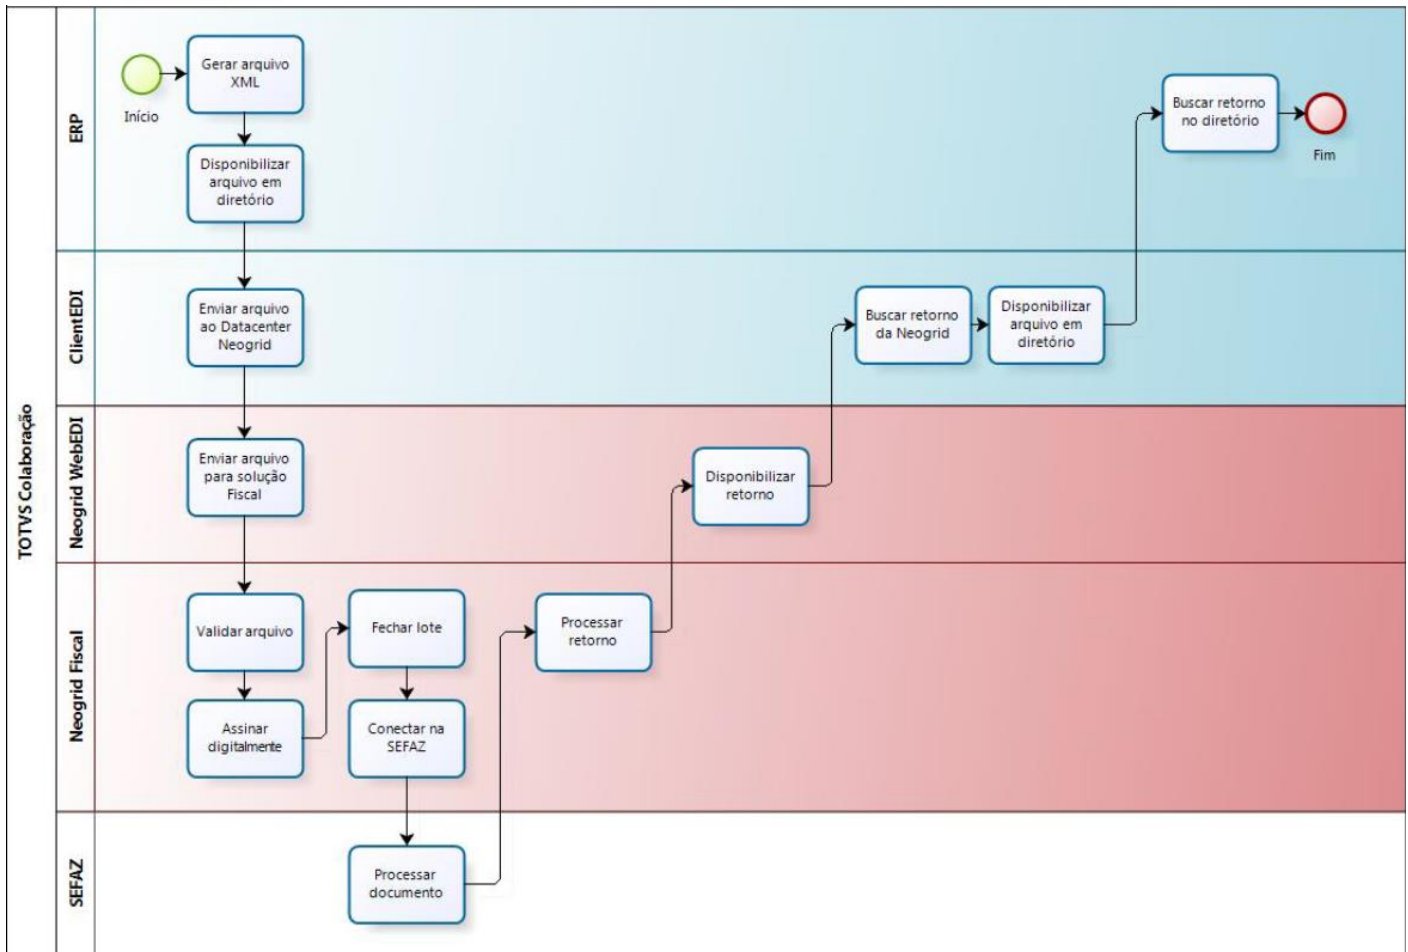 TOTVS Colaboração
ERP
Início
Gerar arquivo
XML
Disponibilizar
arquivo em
diretório
Buscar retorno
no diretório
Fim
ClientEDI
Enviar arquivo
ao Datacenter
Neogrid
Buscar retorno
da Neogrid
Disponibilizar
arquivo em
diretório
Neogrid WebEDI
Enviar arquivo
para solução
Fiscal
Disponibilizar
retorno
Neogrid Fiscal
Validar arquivo
Assinar
digitalmente
Fechar lote
Conectar na
SEFAZ
Processar
retorno
SEFAZ
Processar
documento